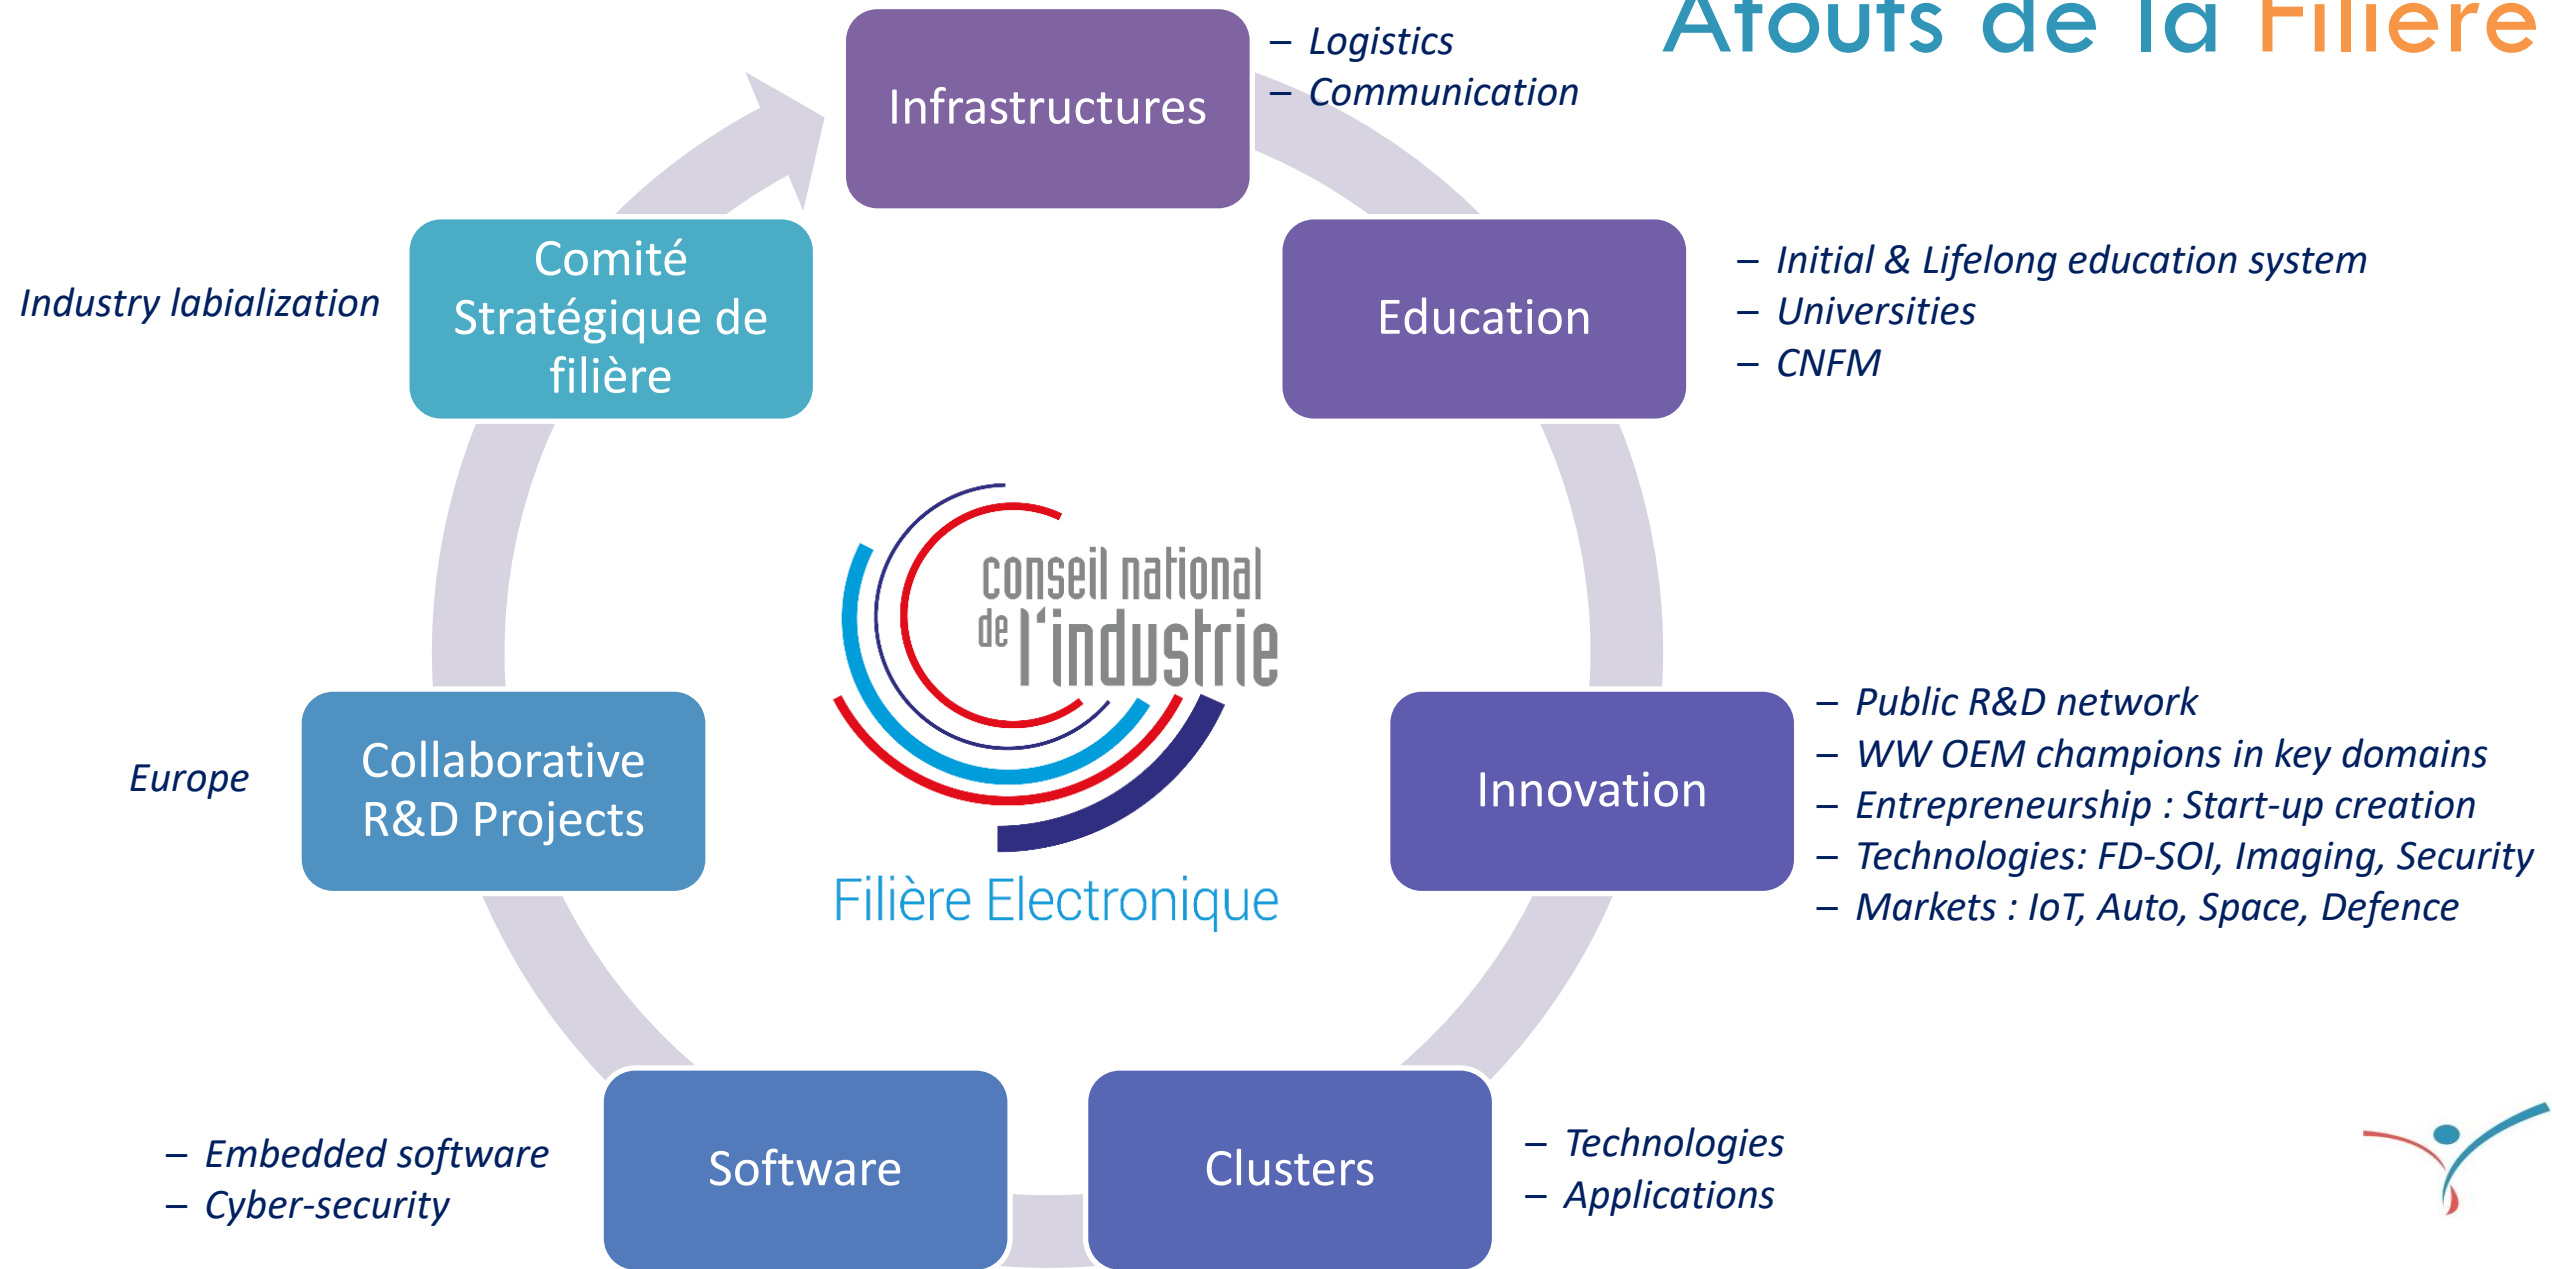 Atouts de la Filière
Infrastructures
– Logistics
– Communication
Education
– Initial & Lifelong education system
– Universities
– CNFM
Innovation
– Public R&D network
– WW OEM champions in key domains
– Entrepreneurship : Start-up creation
– Technologies: FD-SOI, Imaging, Security
– Markets : IoT, Auto, Space, Defence
Clusters
– Technologies
– Applications
Software
– Embedded software
– Cyber-security
Collaborative
R&D Projects
Europe
Comité
Stratégique de
filière
Industry labialization
conseil national
de l'industrie
Filière Electronique